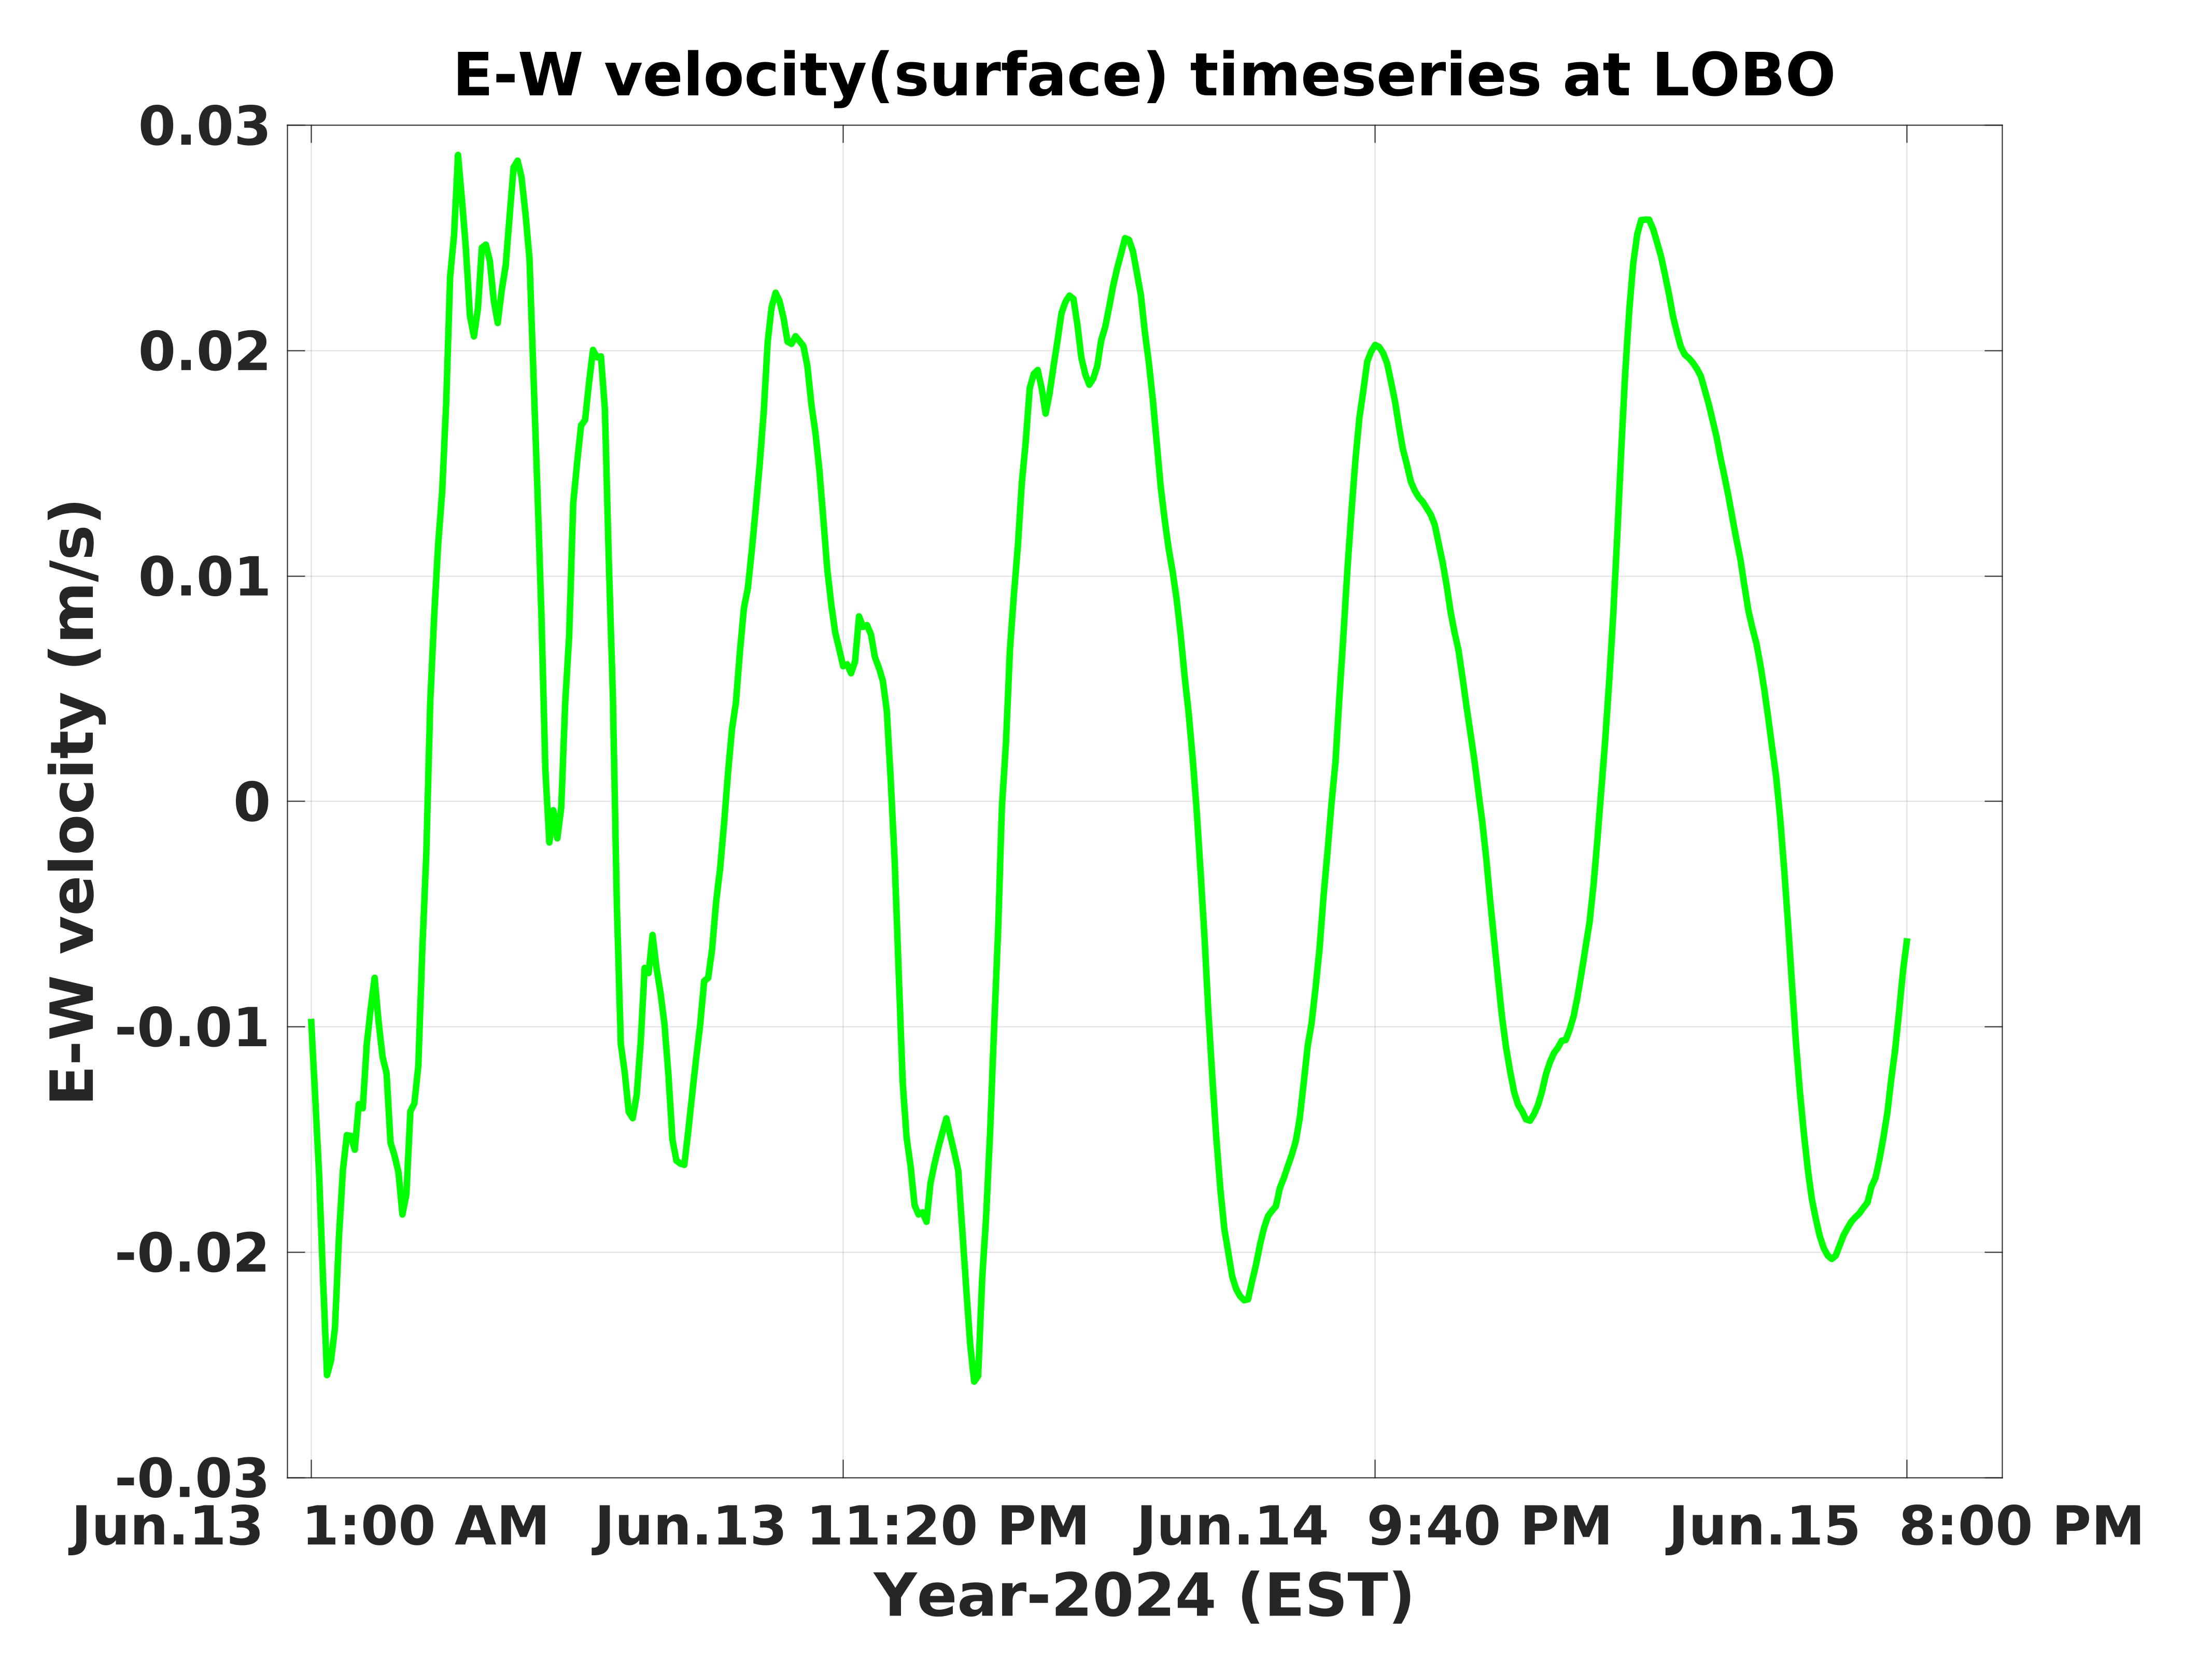 E-W velocity(surface) timeseries at LOBO
0.03
0.02
0.01
0
-0.01
-0.02
-0.03
E-W velocity (m/s)
Jun.13 1:00 AM Jun.13 11:20 PM Jun.14 9:40 PM Jun.15 8:00 PM
Year-2024 (EST)